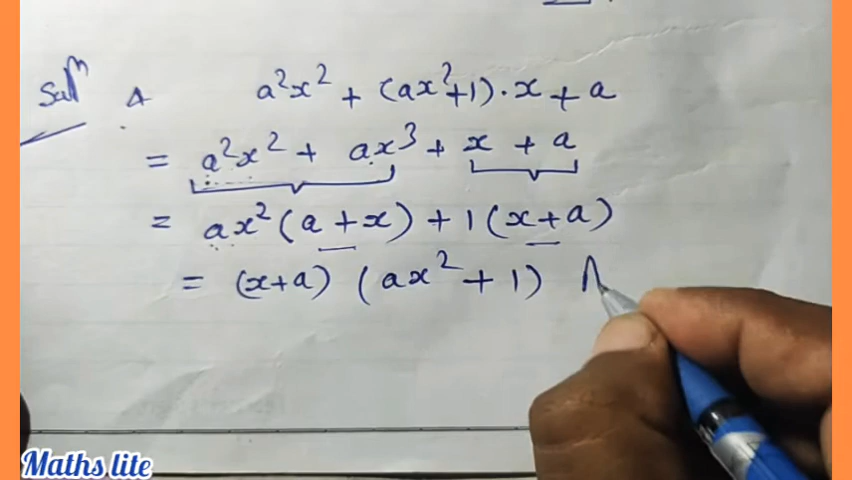 Solⁿ a²x² + (ax²+1)·x + a
= a²x² + ax³ + x + a
= ax²(a + x) + 1(x + a)
= (x+a) (ax² + 1)
Maths lite